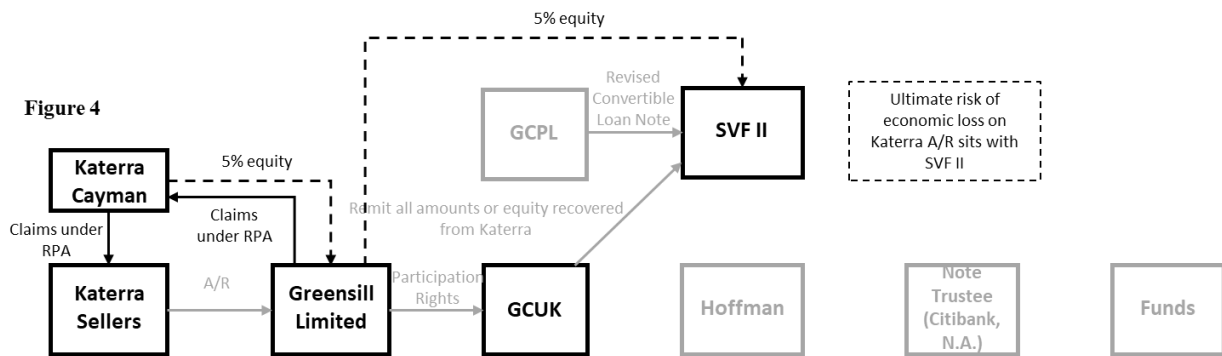 5% equity
Figure 4
Revised
Convertible
Loan Note
GCPL
SVF II
Ultimate risk of
economic loss on
Katerra A/R sits with
SVF II
Katerra
Cayman
5% equity
Claims under
RPA
Claims
under RPA
Remit all amounts or equity recovered
from Katerra
Katerra
Sellers
A/R
Greensill
Limited
Participation
Rights
GCUK
Hoffman
Note
Trustee
(Citibank,
N.A.)
Funds